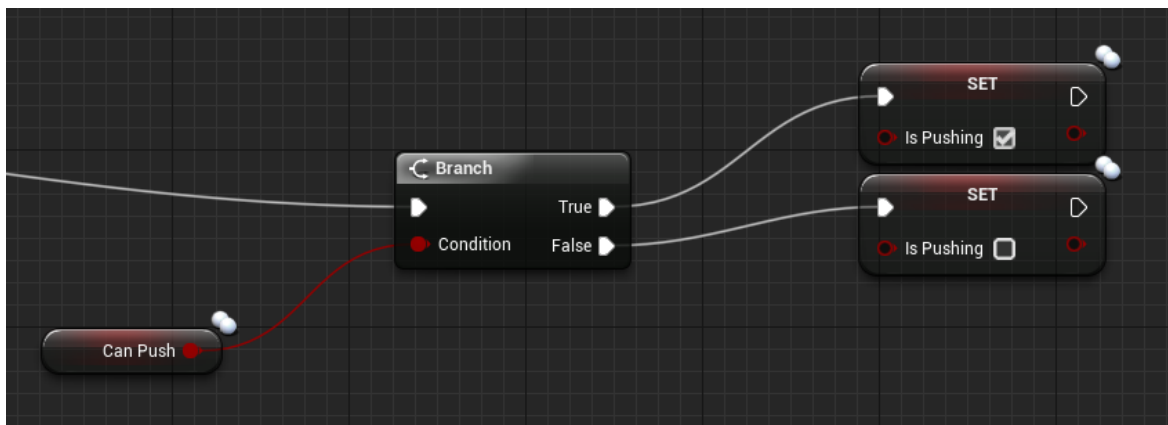 SET
Is Pushing
Branch
True
Condition
False
SET
Is Pushing
Can Push